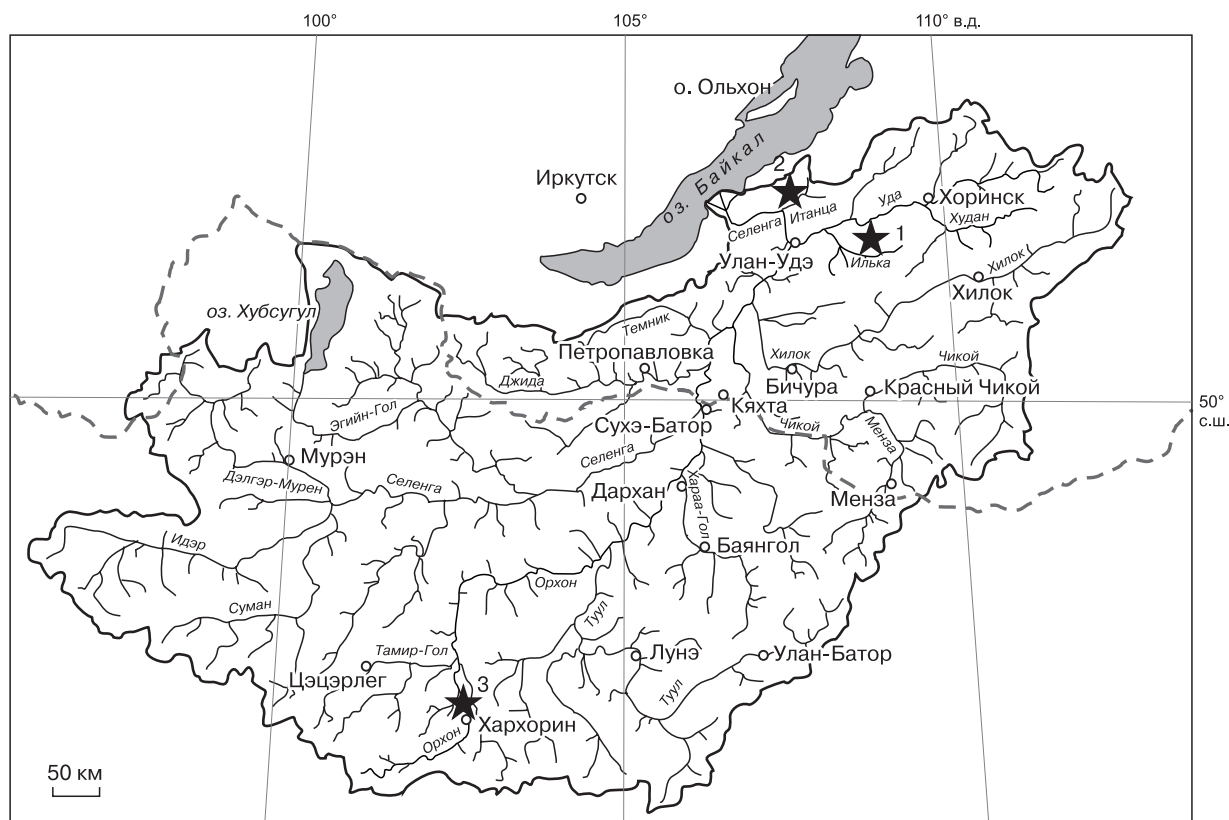 100°
105°
110° в.д.
о. Ольхон
оз. Байкал
2
Иркутск
Уда
Хоринск
Селенга
Итанца
Худан
1
Улан-Удэ
Илька
Хилок
Хилок
оз. Хубсугул
Темник
Петропавловка
Хилок
Чикой
Джида
Бичура
Красный Чикой
50°
с.ш.
Кяхта
Эгийн-Гол
Сухэ-Батор
Чикой
Менза
Мурэн
Селенга
Дэлгэр-Мурен
Селенга
Дархан
Хараа-Гол
Менза
Идэр
Баянгол
Орхон
Суман
Туул
Тамир-Гол
Лунэ
Улан-Батор
Цэцэрлег
3
Туул
Хархорин
Орхон
50 км